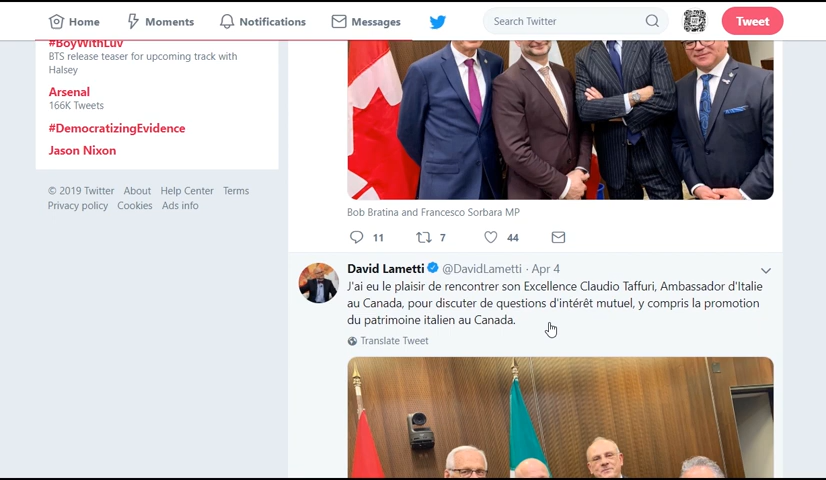 Home
Moments
Notifications
Messages
Search Twitter
Tweet
#BoyWithLuv
BTS release teaser for upcoming track with
Halsey
Arsenal
166K Tweets
#DemocratizingEvidence
Jason Nixon
© 2019 Twitter About Help Center Terms
Privacy policy Cookies Ads info
Bob Bratina and Francesco Sorbara MP
11 7 44
David Lametti @DavidLametti · Apr 4
J'ai eu le plaisir de rencontrer son Excellence Claudio Taffuri, Ambasador d'Italie
au Canada, pour discuter de questions d'intérêt mutuel, y compris la promotion
du patrimoine italien au Canada.
Translate Tweet